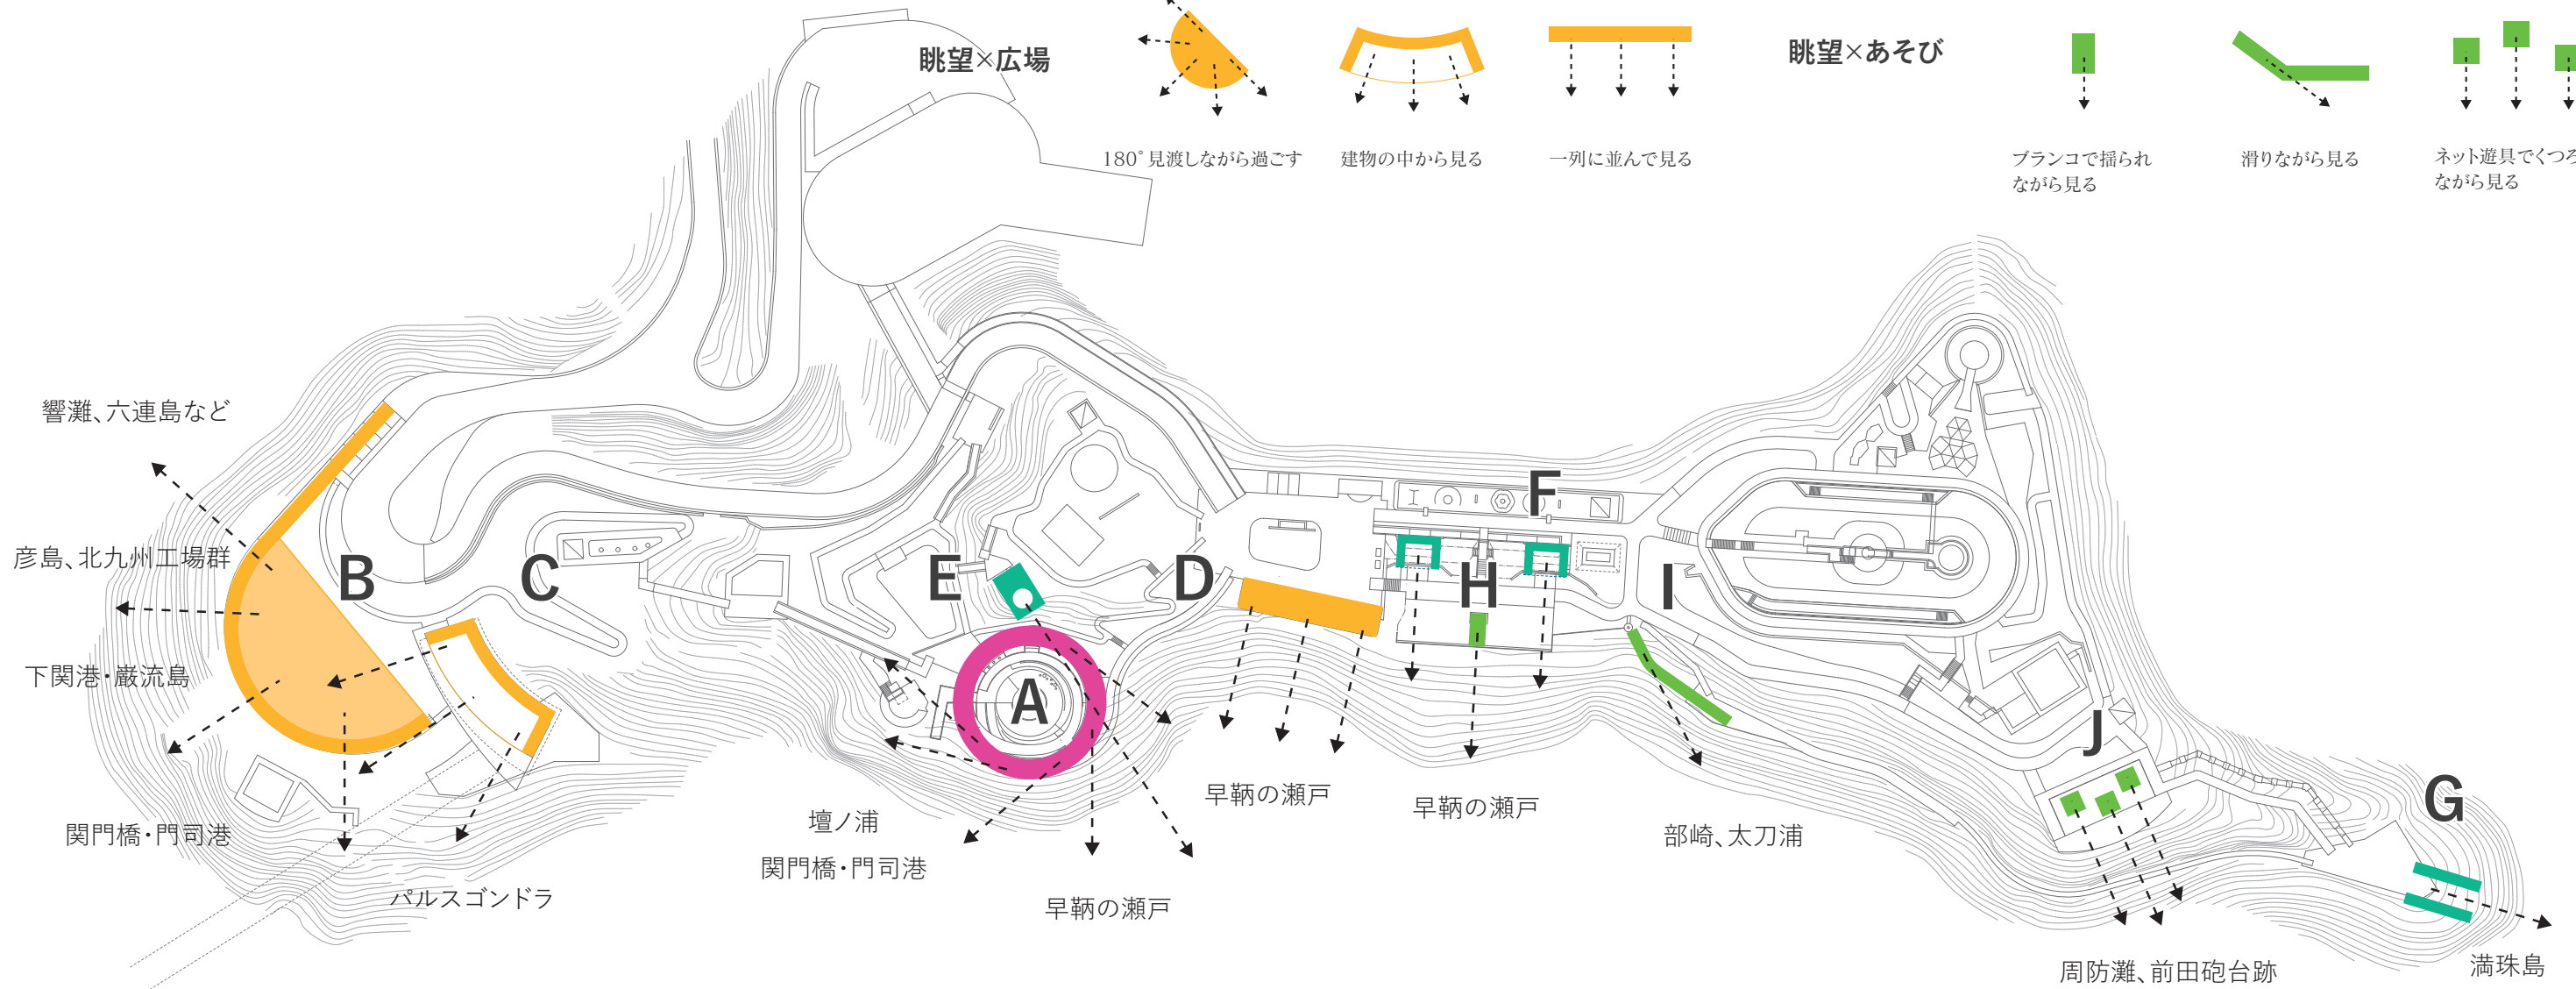 眺望×広場
180°見渡しながら過ごす
建物の中から見る
一列に並んで見る
眺望×あそび
ブランコで揺られ
ながら見る
滑りながら見る
ネット遊具でくつろ
ながら見る
響灘、六連島など
彦島、北九州工場群
下関港・巌流島
関門橋・門司港
パルスゴンドラ
B
C
E
A
D
F
H
I
J
G
壇ノ浦
関門橋・門司港
早鞆の瀬戸
早鞆の瀬戸
早鞆の瀬戸
部崎、太刀浦
周防灘、前田砲台跡
満珠島